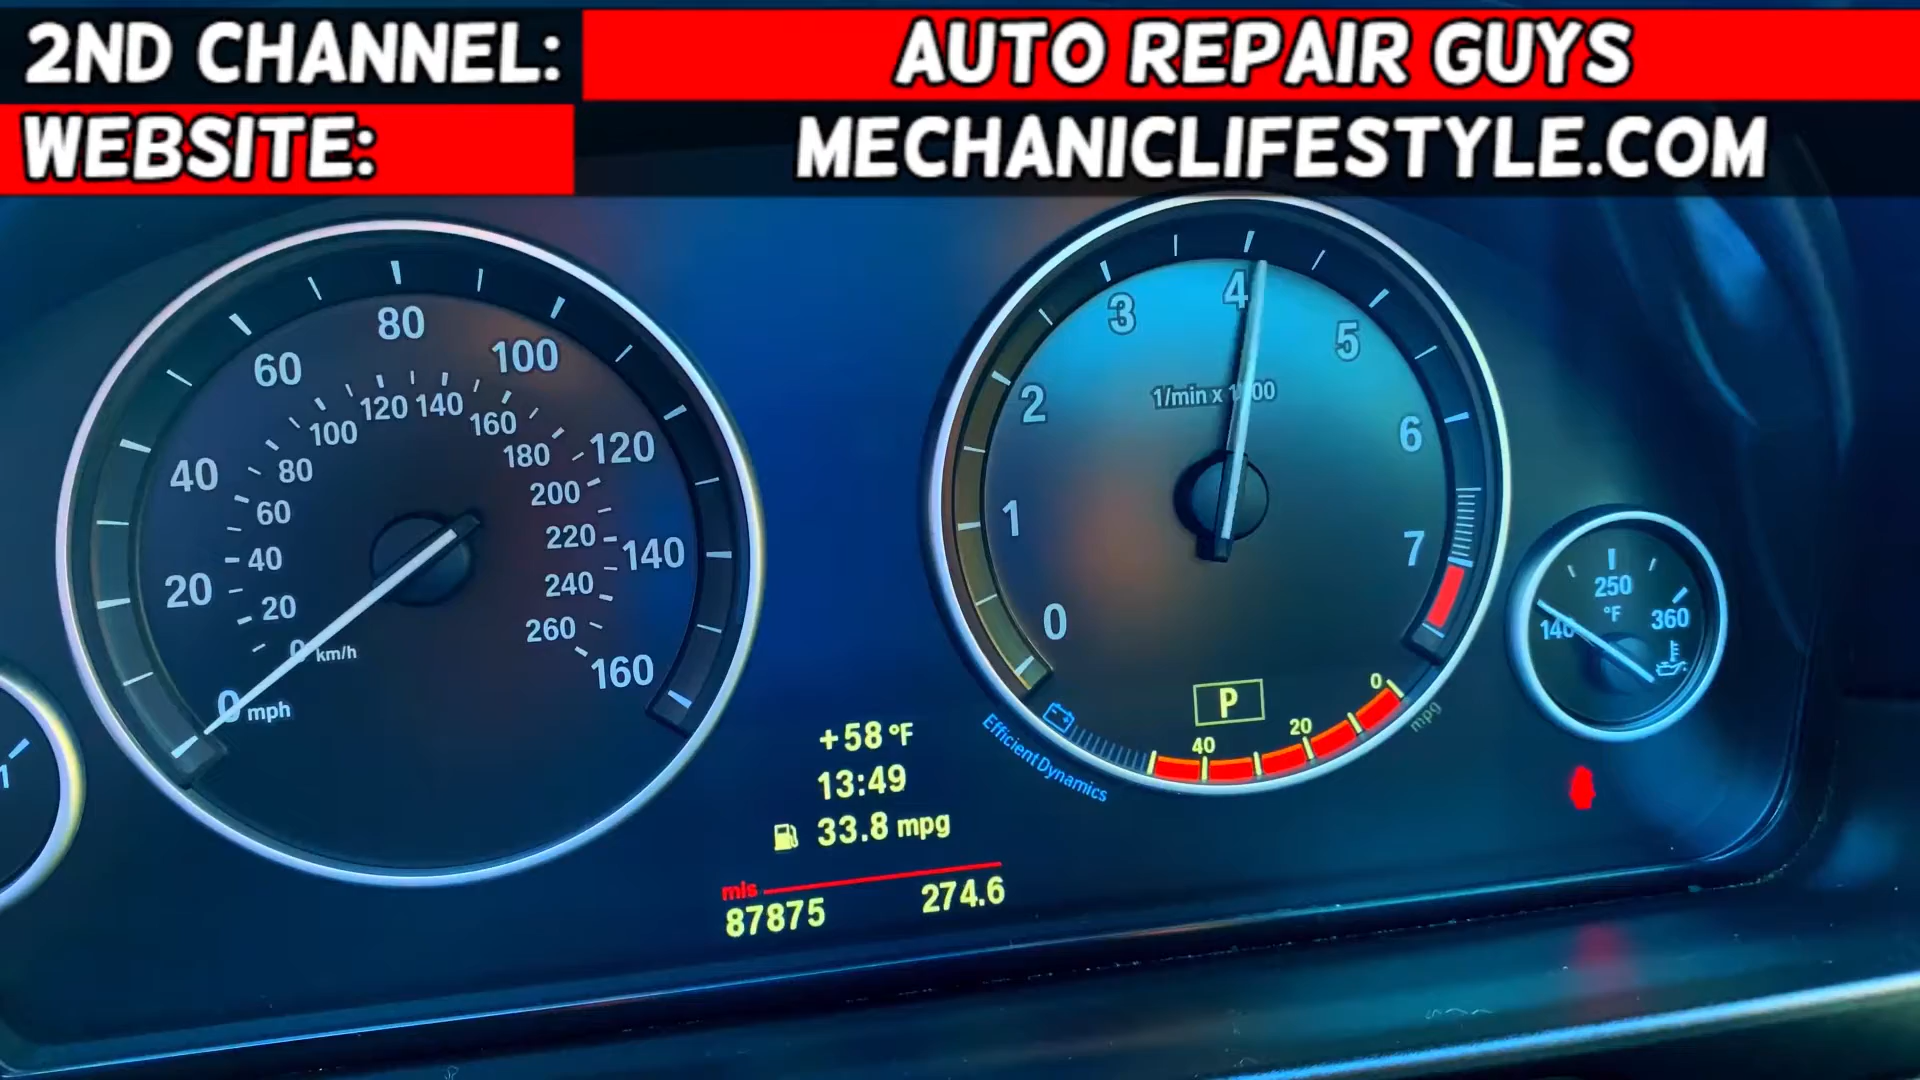 2ND CHANNEL: AUTO REPAIR GUYS
WEBSITE: MECHANICLIFESTYLE.COM
0 20 40 60 80 100 120 140 160
mph
0 20 40 60 80 100 120 140 160 180 200 220 240 260
km/h
0 1 2 3 4 5 6 7
P
40 20 0
mpg
EfficientDynamics
140 250 360
°F
+58 °F
13:49
33.8 mpg
mls
87875 274.6
1